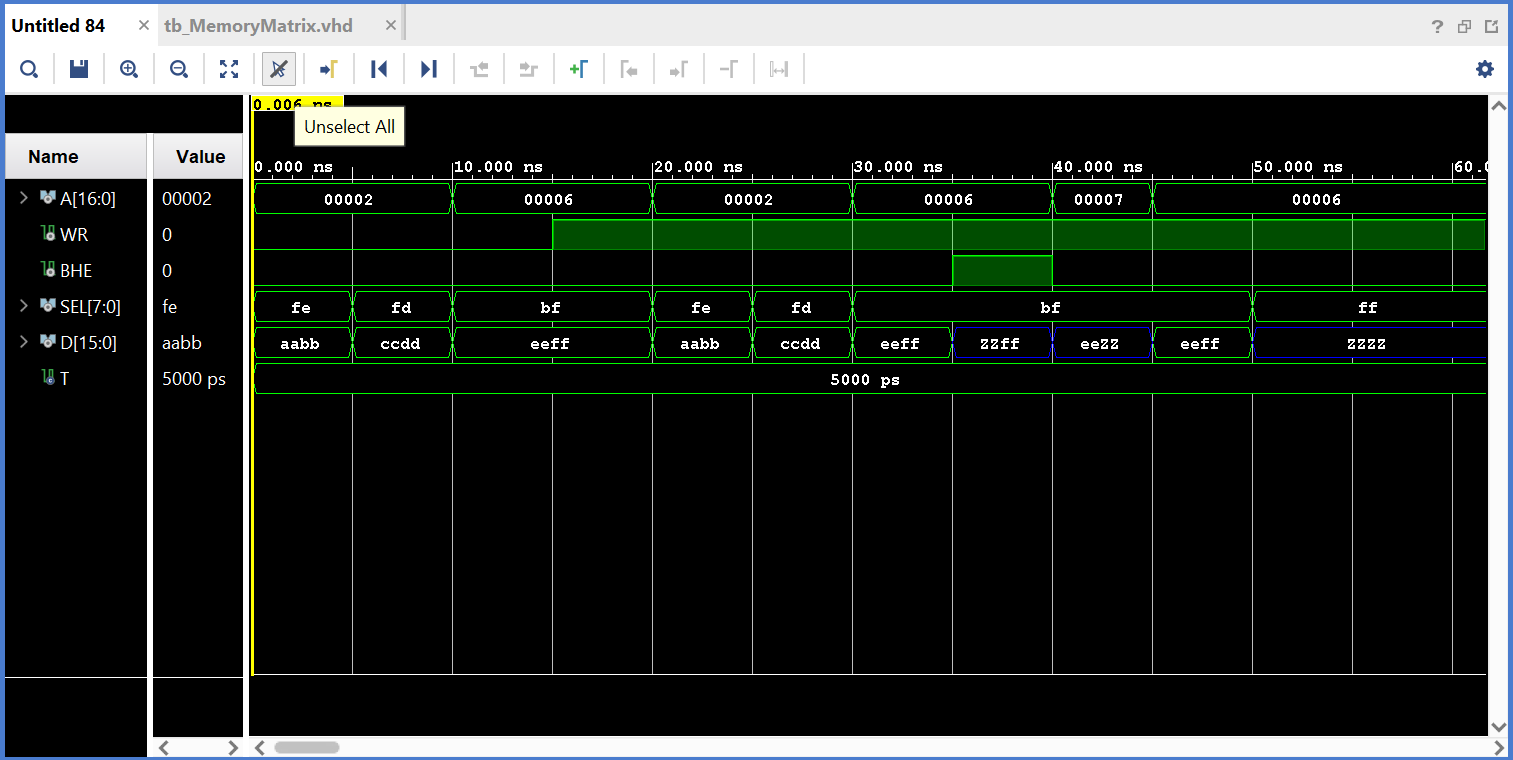 Untitled 84 × tb_MemoryMatrix.vhd × ?
0.006 ns
Unselect All
Name Value
0.000 ns 10.000 ns 20.000 ns 30.000 ns 40.000 ns 50.000 ns 60.0
A[16:0] 00002 00002 00006 00002 00006 00007 00006
WR 0
BHE 0
SEL[7:0] fe fe fd bf fe fd bf ff
D[15:0] aabb aabb ccdd eeff aabb ccdd eeff zzff eezz eeff zzzz
T 5000 ps 5000 ps